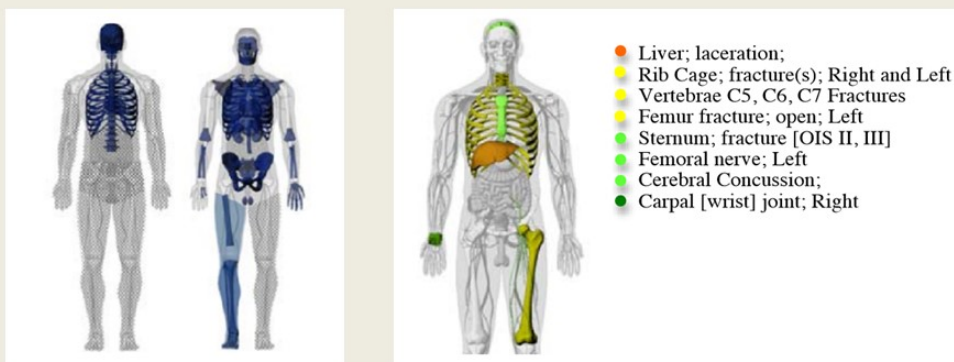 Liver; laceration;
Rib Cage; fracture(s); Right and Left
Vertebrae C5, C6, C7 Fractures
Femur fracture; open; Left
Sternum; fracture [OIS II, III]
Femoral nerve; Left
Cerebral Concussion;
Carpal [wrist] joint; Right